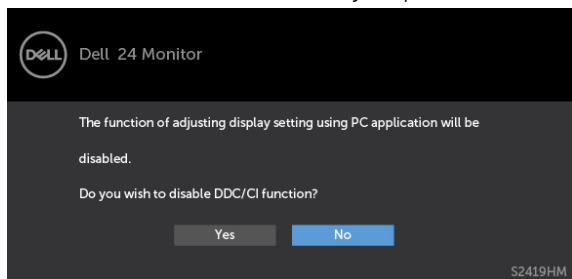 DELL
Dell 24 Monitor
The function of adjusting display setting using PC application will be
disabled.
Do you wish to disable DDC/CI function?
Yes
No
S2419HM